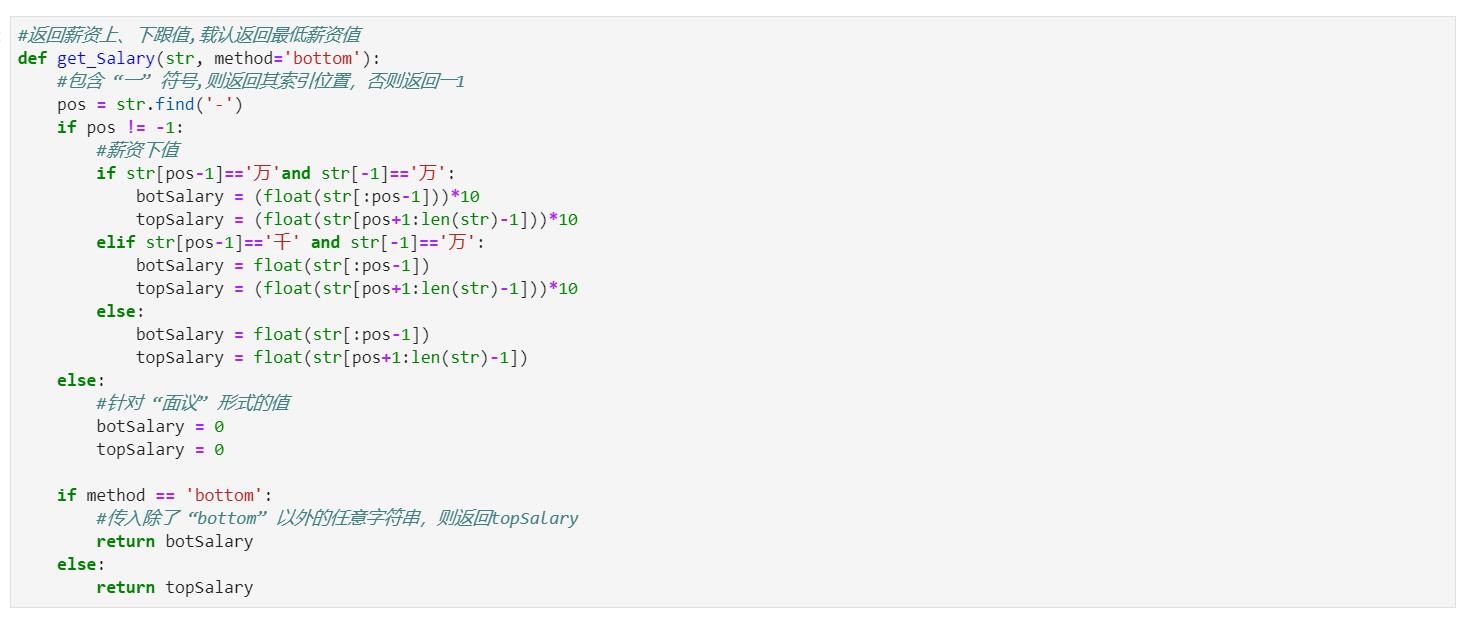 #返回薪资上、下跟值,载认返回最低薪资值
def get_Salary(str, method='bottom'):
    #包含“一”符号,则返回其索引位置，否则返回一1
    pos = str.find('-')
    if pos != -1:
        #薪资下值
        if str[pos-1]=='万'and str[-1]=='万':
            botSalary = (float(str[:pos-1]))*10
            topSalary = (float(str[pos+1:len(str)-1]))*10
        elif str[pos-1]=='千' and str[-1]=='万':
            botSalary = float(str[:pos-1])
            topSalary = (float(str[pos+1:len(str)-1]))*10
        else:
            botSalary = float(str[:pos-1])
            topSalary = float(str[pos+1:len(str)-1])
    else:
        #针对“面议”形式的值
        botSalary = 0
        topSalary = 0
    if method == 'bottom':
        #传入除了“bottom”以外的任意字符串，则返回topSalary
        return botSalary
    else:
        return topSalary